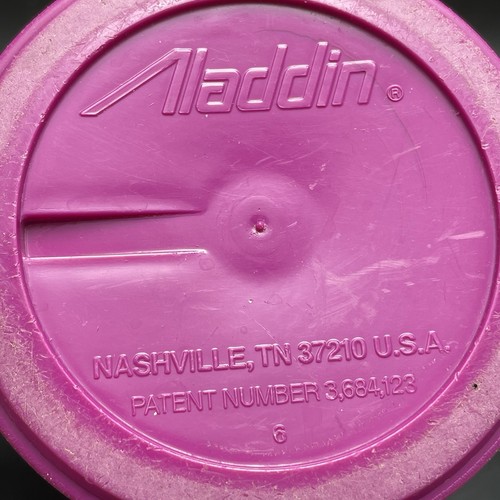 Aladdin ®
NASHVILLE, TN 37210 U.S.A.
PATENT NUMBER 3,684,123
6